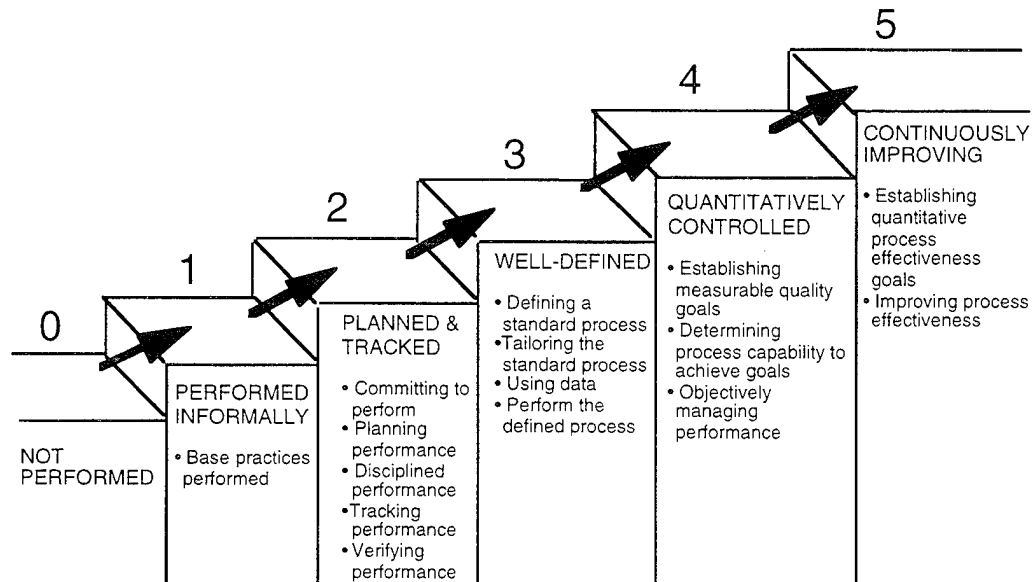 0
NOT
PERFORMED
1
PERFORMED
INFORMALLY
• Base practices
performed
2
PLANNED &
TRACKED
• Committing to
perform
• Planning
performance
• Disciplined
performance
•Tracking
performance
• Verifying
performance
3
WELL-DEFINED
• Defining a
standard process
•Tailoring the
standard process
• Using data
• Perform the
defined process
4
QUANTITATIVELY
CONTROLLED
• Establishing
measurable quality
goals
• Determining
process capability to
achieve goals
• Objectively
managing
performance
5
CONTINUOUSLY
IMPROVING
• Establishing
quantitative
process
effectiveness
goals
• Improving process
effectiveness